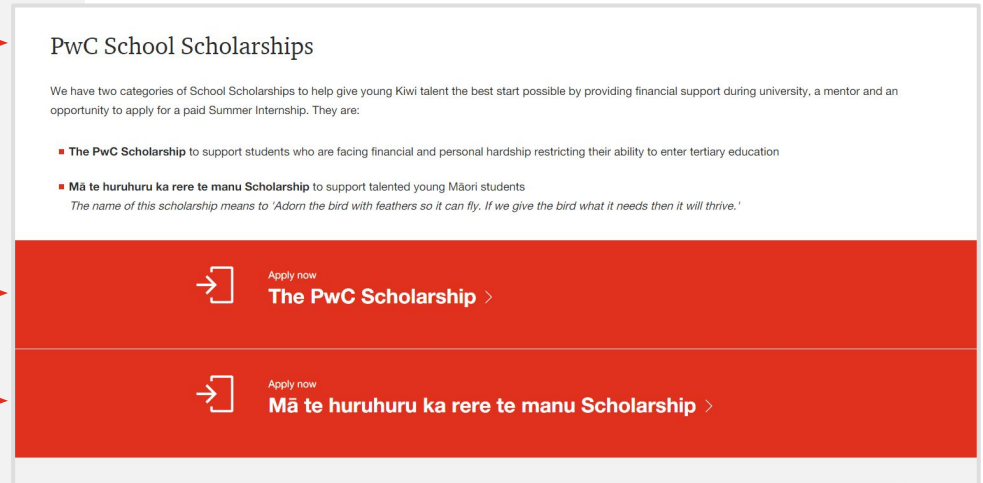 PwC School Scholarships
We have two categories of School Scholarships to help give young Kiwi talent the best start possible by providing financial support during university, a mentor and an
opportunity to apply for a paid Summer Internship. They are:
The PwC Scholarship to support students who are facing financial and personal hardship restricting their ability to enter tertiary education
Mā te huruhuru ka rere te manu Scholarship to support talented young Māori students
The name of this scholarship means to 'Adorn the bird with feathers so it can fly. If we give the bird what it needs then it will thrive.'
Apply now
The PwC Scholarship
Apply now
Mā te huruhuru ka rere te manu Scholarship